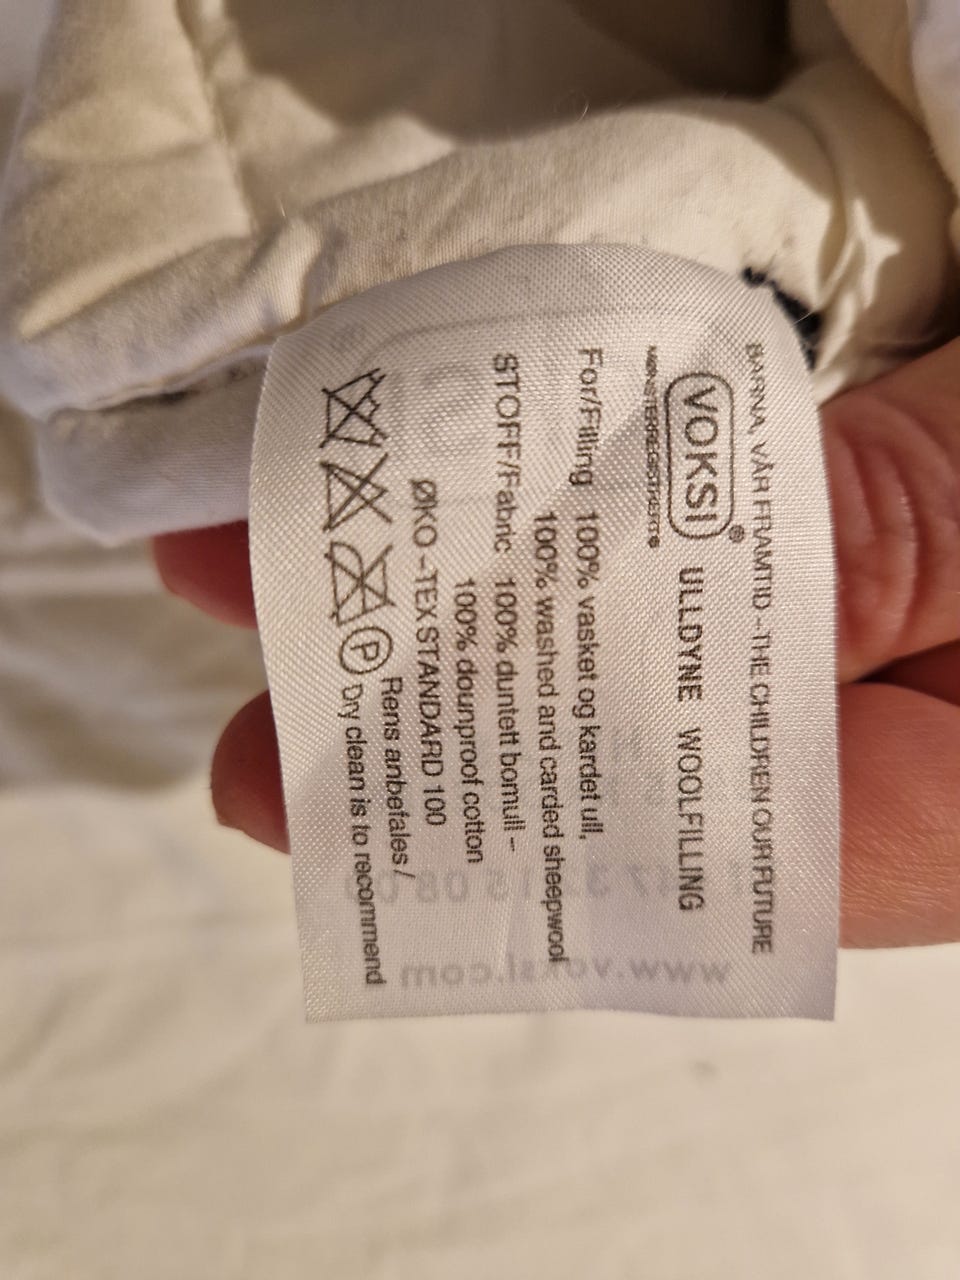 BARNA, VÅR FRAMTID - THE CHILDREN OUR FUTURE
VOKSI® ULLDYNE WOOLFILLING
For/Filling 100% vasket og kardet ull,
100% washed and carded sheepwool
STOFF/Fabric 100% duntett bomull –
100% dounproof cotton
ØKO-TEX STANDARD 100
Rens anbefales /
P Dry clean is to recommend
www.voksi.com